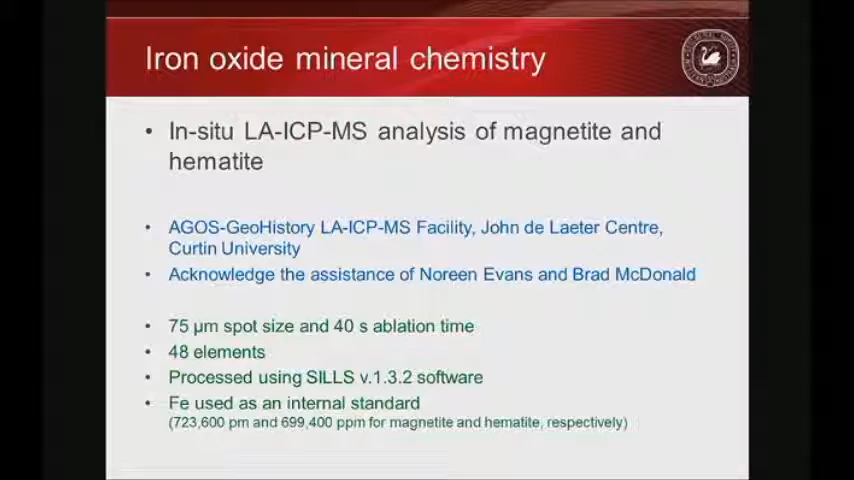 Iron oxide mineral chemistry
• In-situ LA-ICP-MS analysis of magnetite and
hematite
• AGOS-GeoHistory LA-ICP-MS Facility, John de Laeter Centre,
Curtin University
• Acknowledge the assistance of Noreen Evans and Brad McDonald
• 75 µm spot size and 40 s ablation time
• 48 elements
• Processed using SILLS v.1.3.2 software
• Fe used as an internal standard
(723,600 pm and 699,400 ppm for magnetite and hematite, respectively)